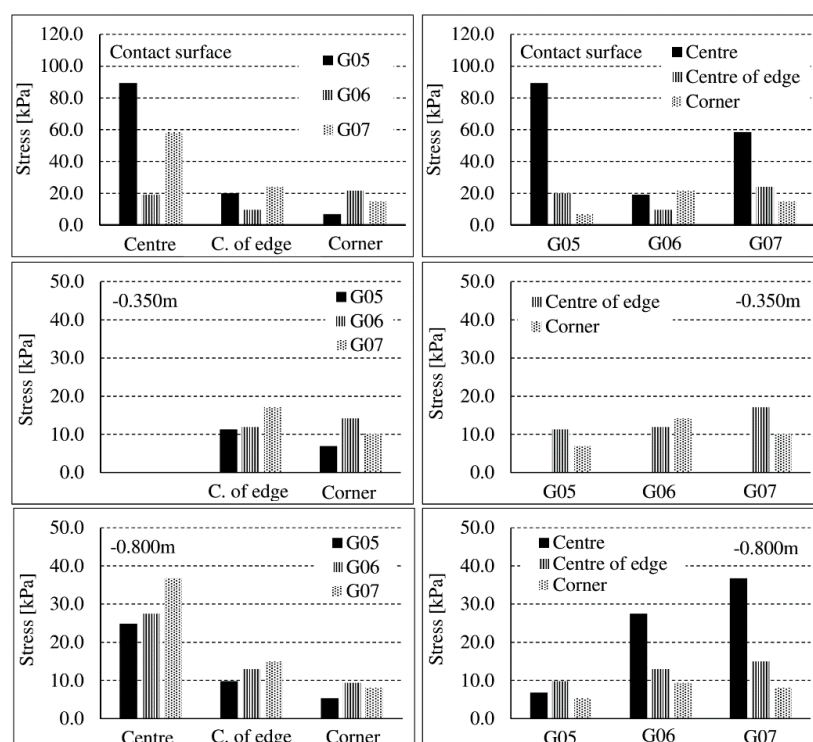 120.0
100.0
80.0
60.0
40.0
20.0
0.0
Stress [kPa]
Contact surface
G05
G06
G07
Centre
C. of edge
Corner
120.0
100.0
80.0
60.0
40.0
20.0
0.0
Stress [kPa]
Contact surface
Centre
Centre of edge
Corner
G05
G06
G07
50.0
40.0
30.0
20.0
10.0
0.0
Stress [kPa]
-0.350m
G05
G06
G07
C. of edge
Corner
50.0
40.0
30.0
20.0
10.0
0.0
Stress [kPa]
Centre of edge
Corner
-0.350m
G05
G06
G07
50.0
40.0
30.0
20.0
10.0
0.0
Stress [kPa]
-0.800m
G05
G06
G07
Centre
C. of edge
Corner
50.0
40.0
30.0
20.0
10.0
0.0
Stress [kPa]
Centre
Centre of edge
Corner
-0.800m
G05
G06
G07